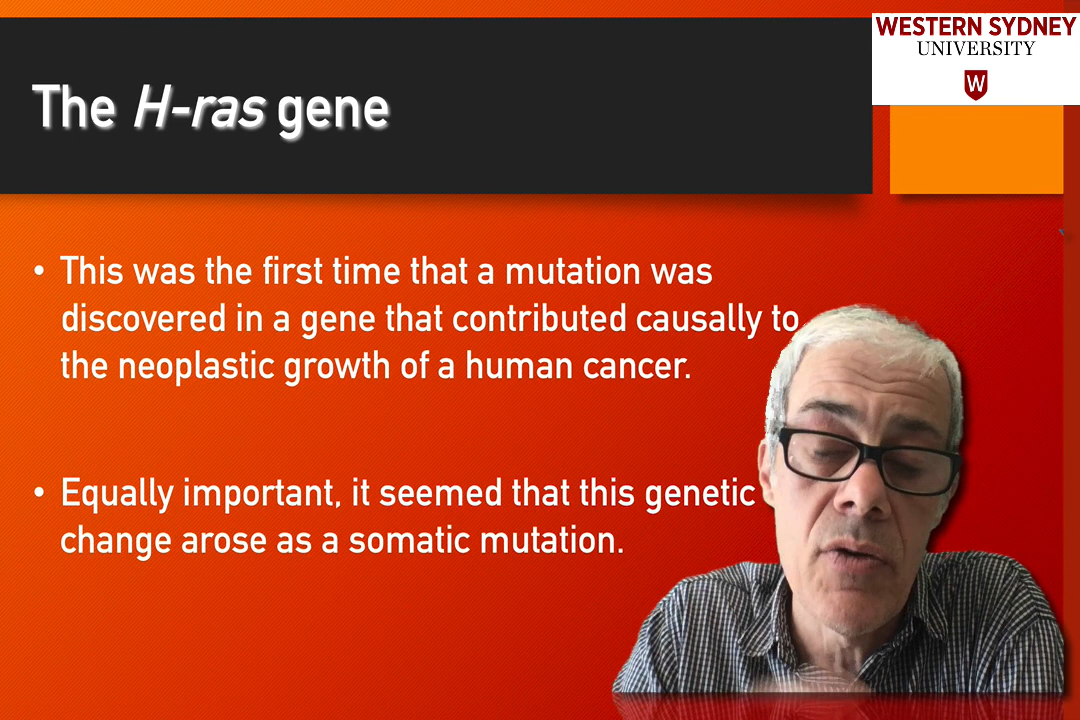 WESTERN SYDNEY
UNIVERSITY
W
The H-ras gene
• This was the first time that a mutation was
discovered in a gene that contributed causally to
the neoplastic growth of a human cancer.
• Equally important, it seemed that this genetic
change arose as a somatic mutation.